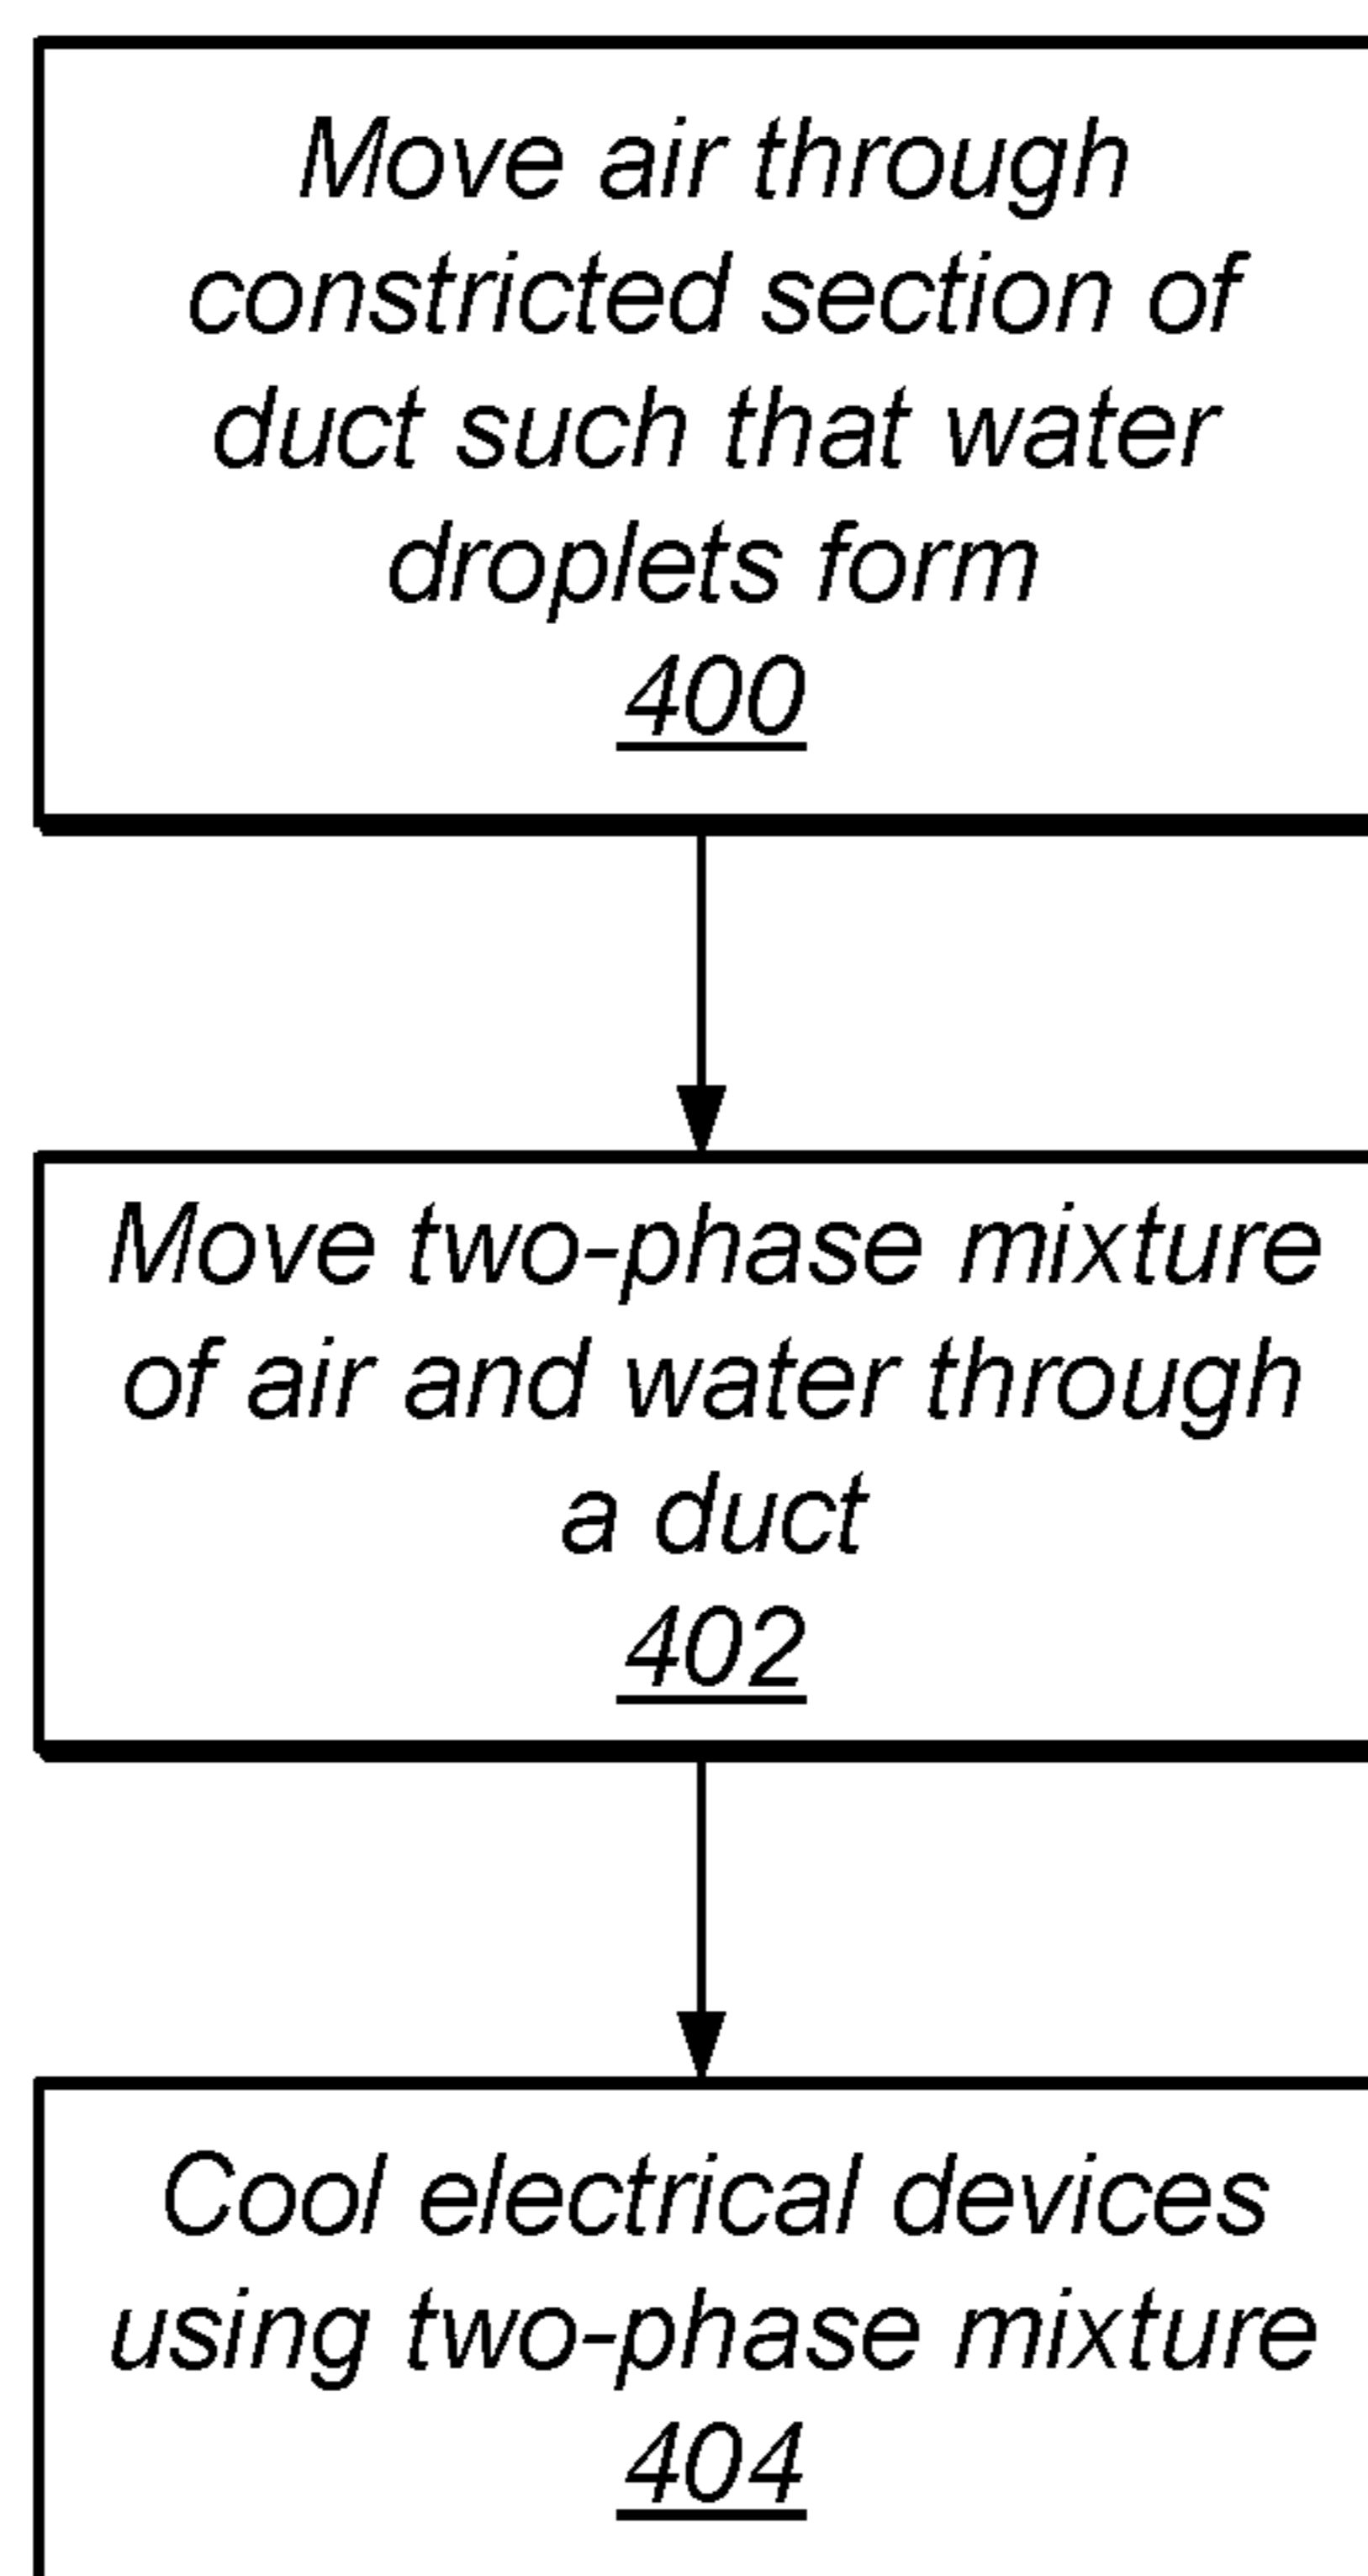 Move air through
constricted section of
duct such that water
droplets form
400
Move two-phase mixture
of air and water through
a duct
402
Cool electrical devices
using two-phase mixture
404